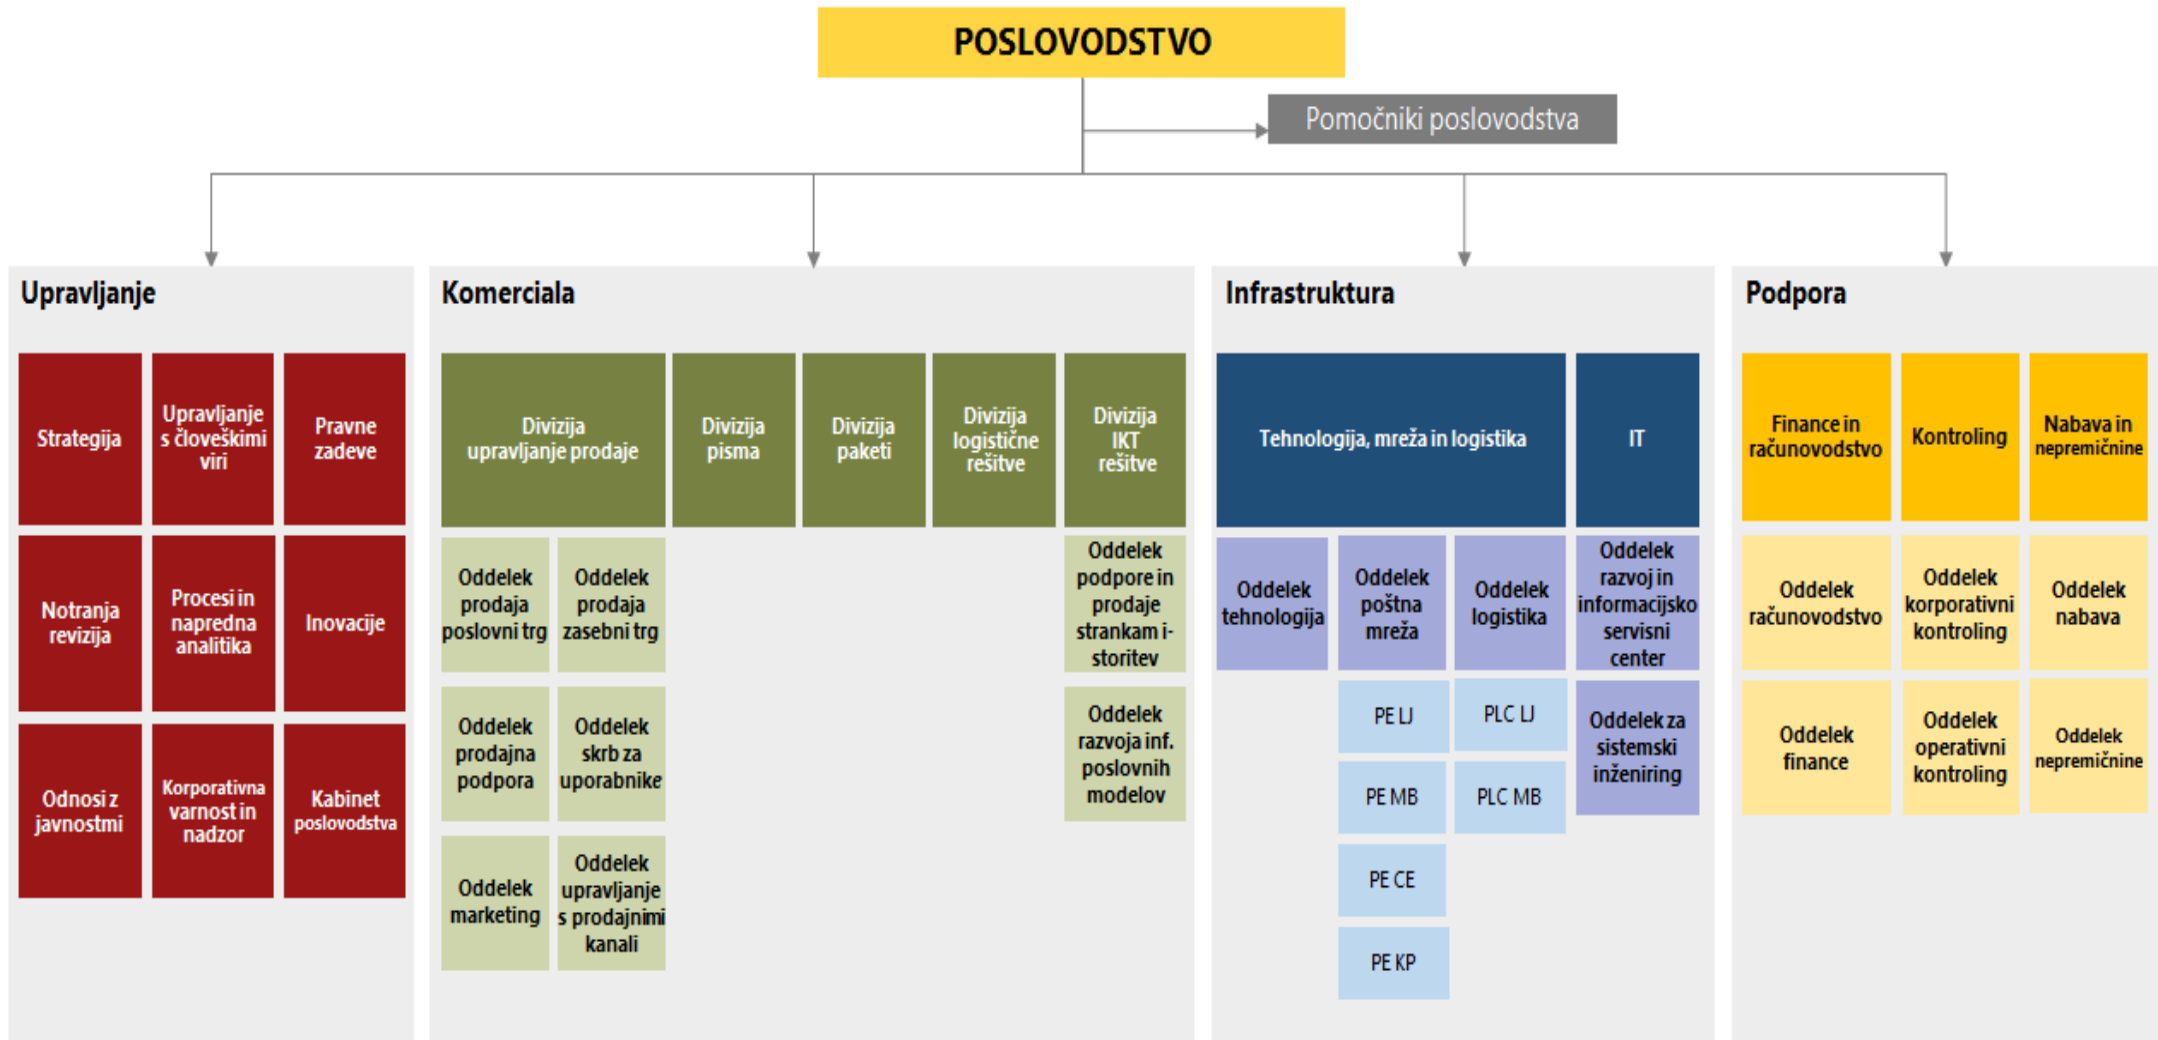 POSLOVODSTVO
Pomočniki poslovodstva
Upravljanje
Strategija
Upravljanje
s človeškimi
viri
Pravne
zadeve
Notranja
revizija
Procesi in
napredna
analitika
Inovacije
Odnosi z
javnostmi
Korporativna
varnost in
nadzor
Kabinet
poslovodstva
Komerciala
Divizija
upravljanje prodaje
Divizija
pisma
Divizija
paketi
Divizija
logistične
rešitve
Divizija
IKT
rešitve
Oddelek
prodaja
poslovni trg
Oddelek
prodaja
zasebni trg
Oddelek
podpore in
prodaje
strankam i-
storitev
Oddelek
prodajna
podpora
Oddelek
skrb za
uporabnike
Oddelek
razvoja inf.
poslovnih
modelov
Oddelek
marketing
Oddelek
upravljanje
s prodajnimi
kanali
Infrastruktura
Tehnologija, mreža in logistika
IT
Oddelek
tehnologija
Oddelek
poštna
mreža
Oddelek
logistika
Oddelek
razvoj in
informacijsko
servisni
center
PE LJ
PLC LJ
Oddelek za
sistemski
inženiring
PE MB
PLC MB
PE CE
PE KP
Podpora
Finance in
računovodstvo
Kontroling
Nabava in
nepremičnine
Oddelek
računovodstvo
Oddelek
korporativni
kontroling
Oddelek
nabava
Oddelek
finance
Oddelek
operativni
kontroling
Oddelek
nepremičnine